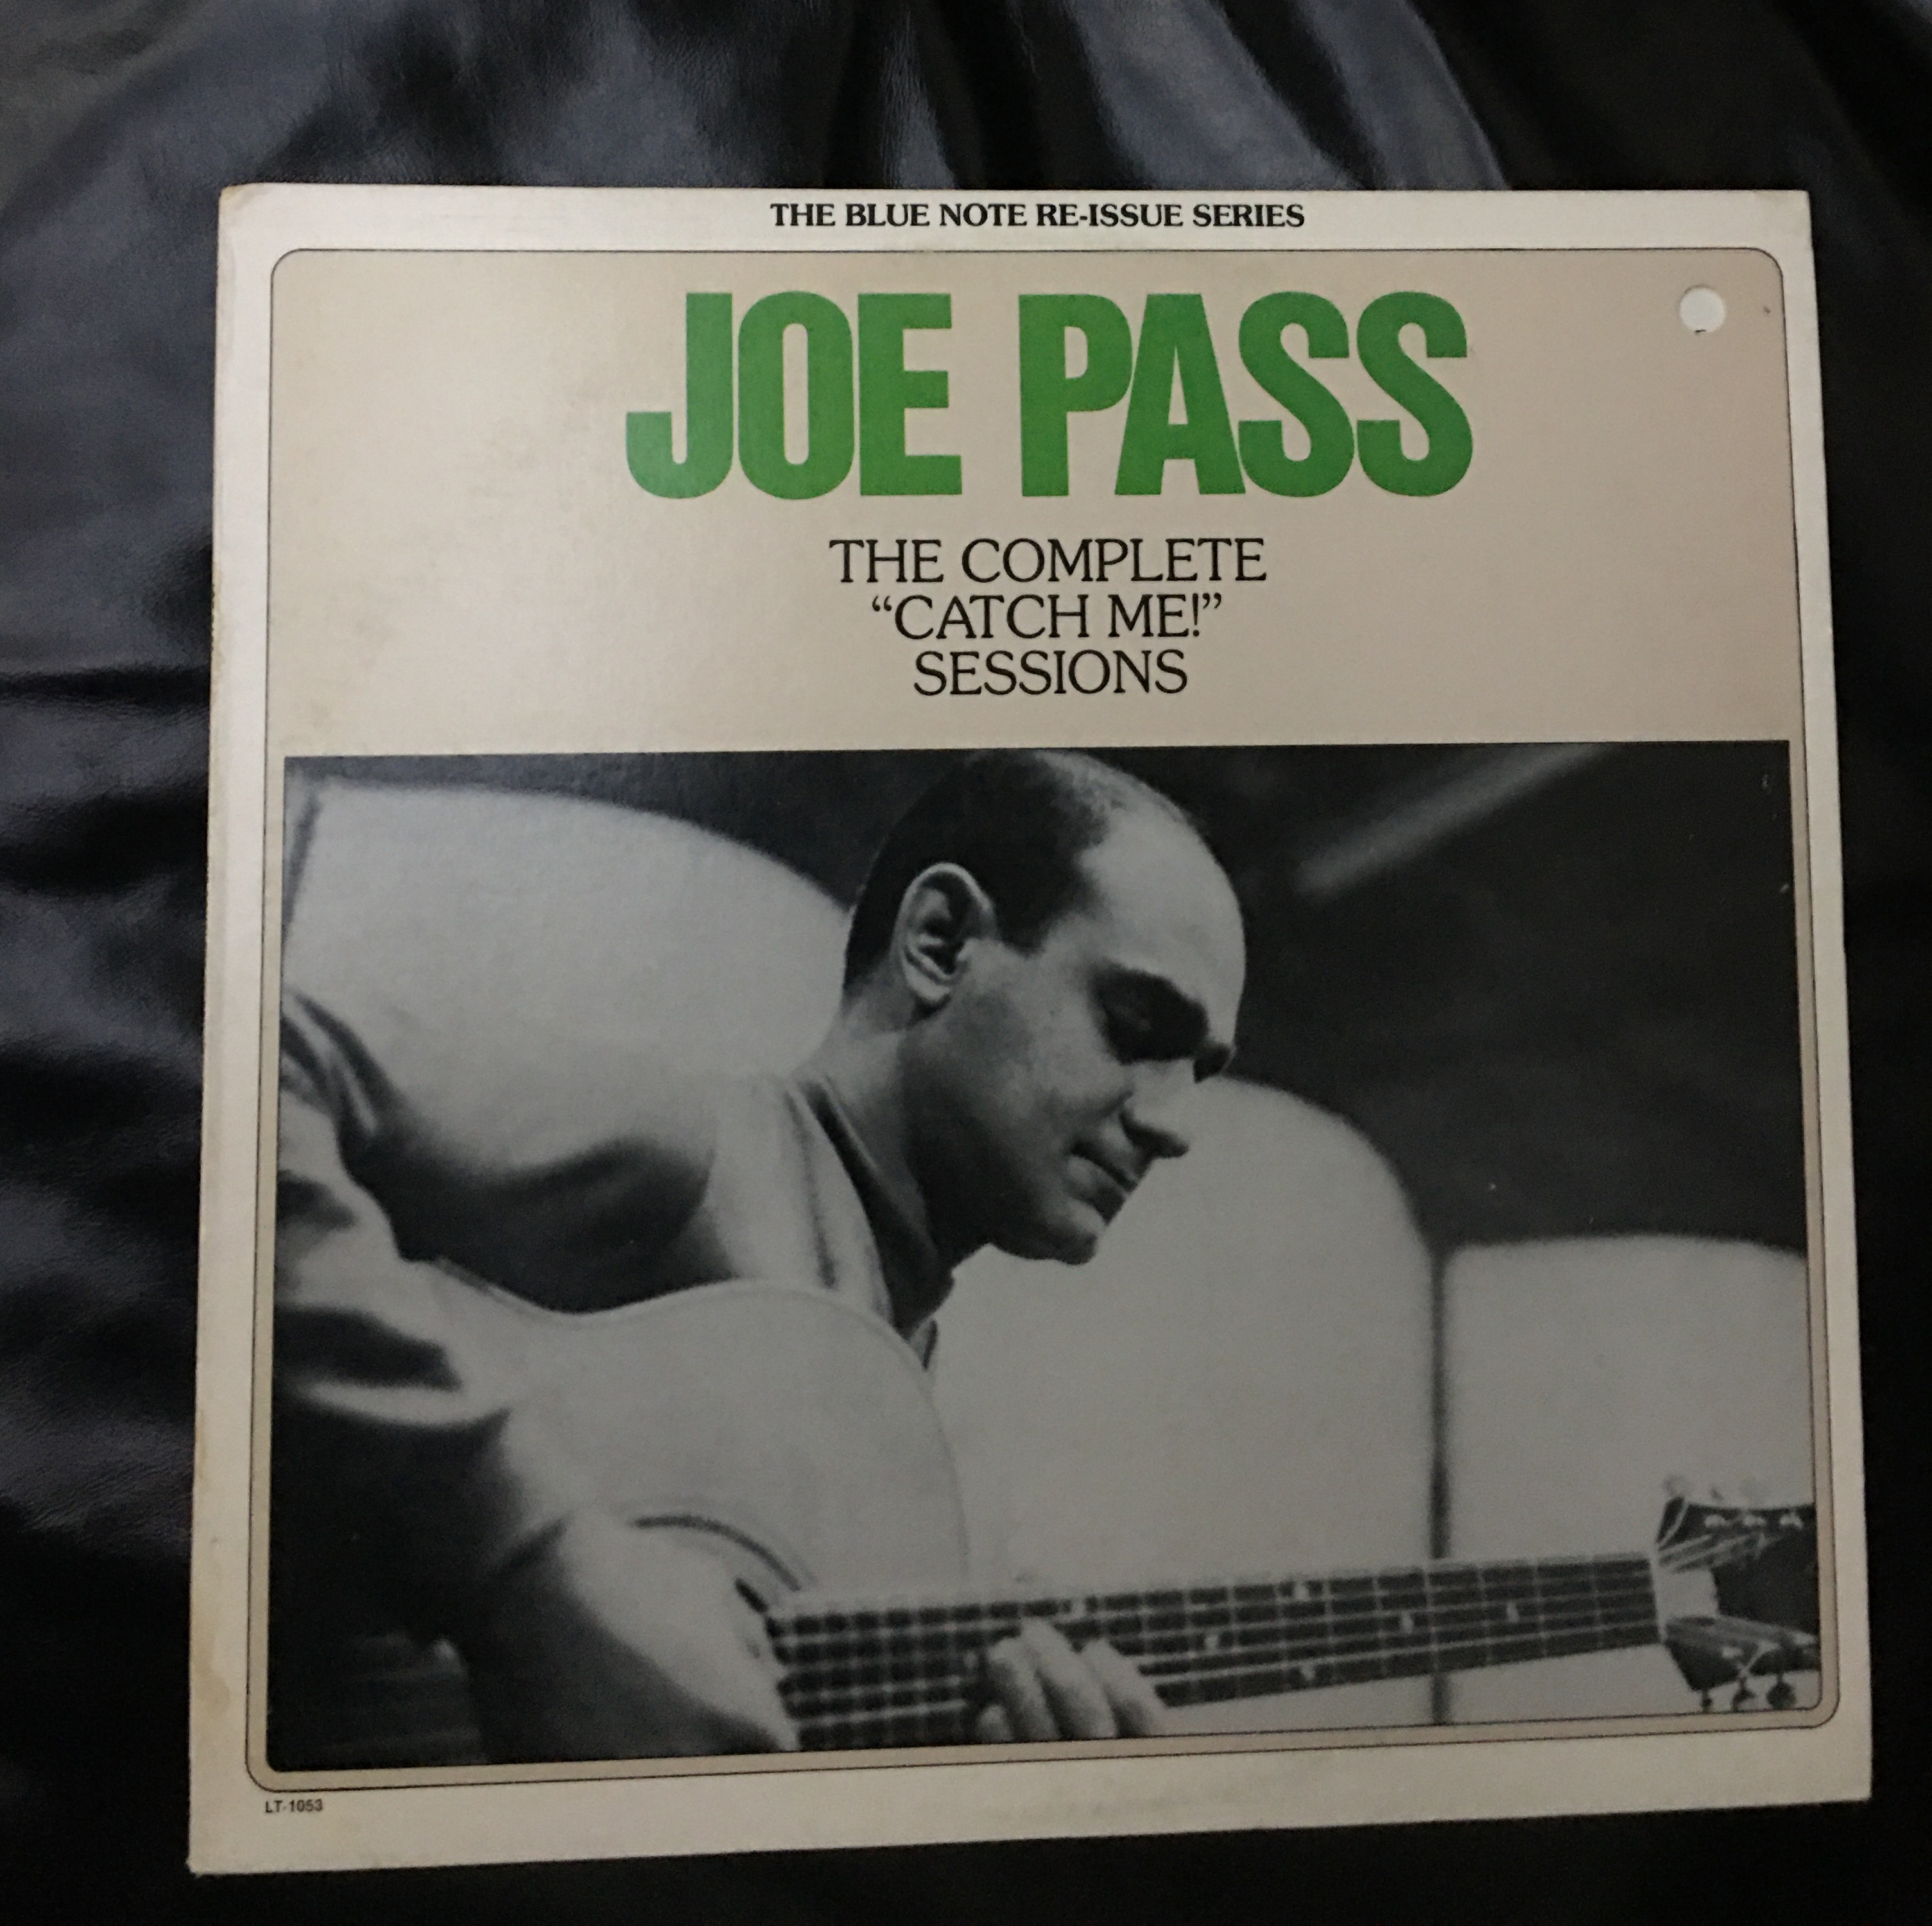 THE BLUE NOTE RE-ISSUE SERIES
JOE PASS
THE COMPLETE
“CATCH ME!”
SESSIONS
LT-1053